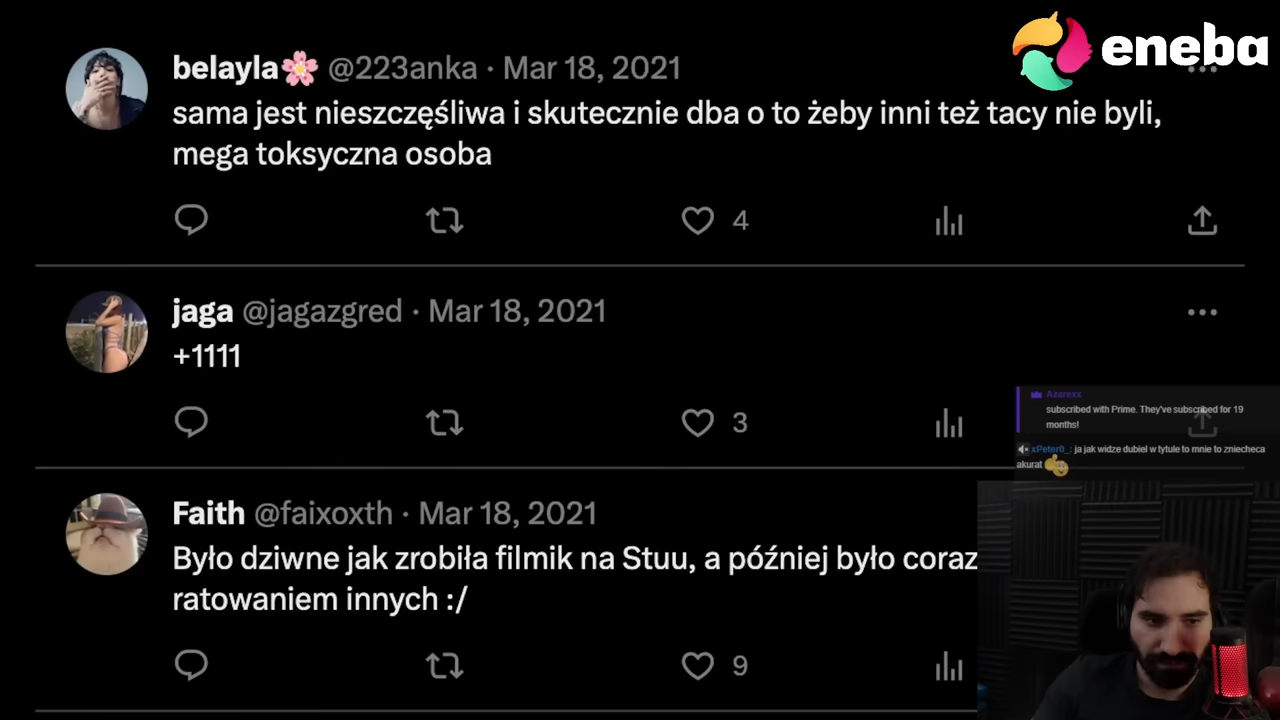 eneba
belayla🌸 @223anka · Mar 18, 2021
sama jest nieszczęśliwa i skutecznie dba o to żeby inni też tacy nie byli,
mega toksyczna osoba
4
jaga @jagazgred · Mar 18, 2021
+1111
3
Azarexx
subscribed with Prime. They've subscribed for 19
months!
xPeter0_: ja jak widze dubiel w tytule to mnie to zniecheca
akurat
Faith @faixoxth · Mar 18, 2021
Było dziwne jak zrobiła filmik na Stuu, a później było coraz
ratowaniem innych :/
9